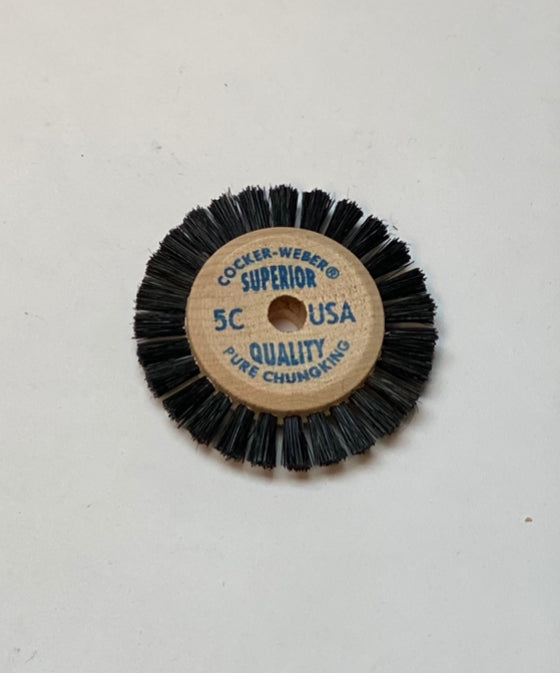 COCKER-WEBER®
SUPERIOR
5C USA
QUALITY
PURE CHUNGKING